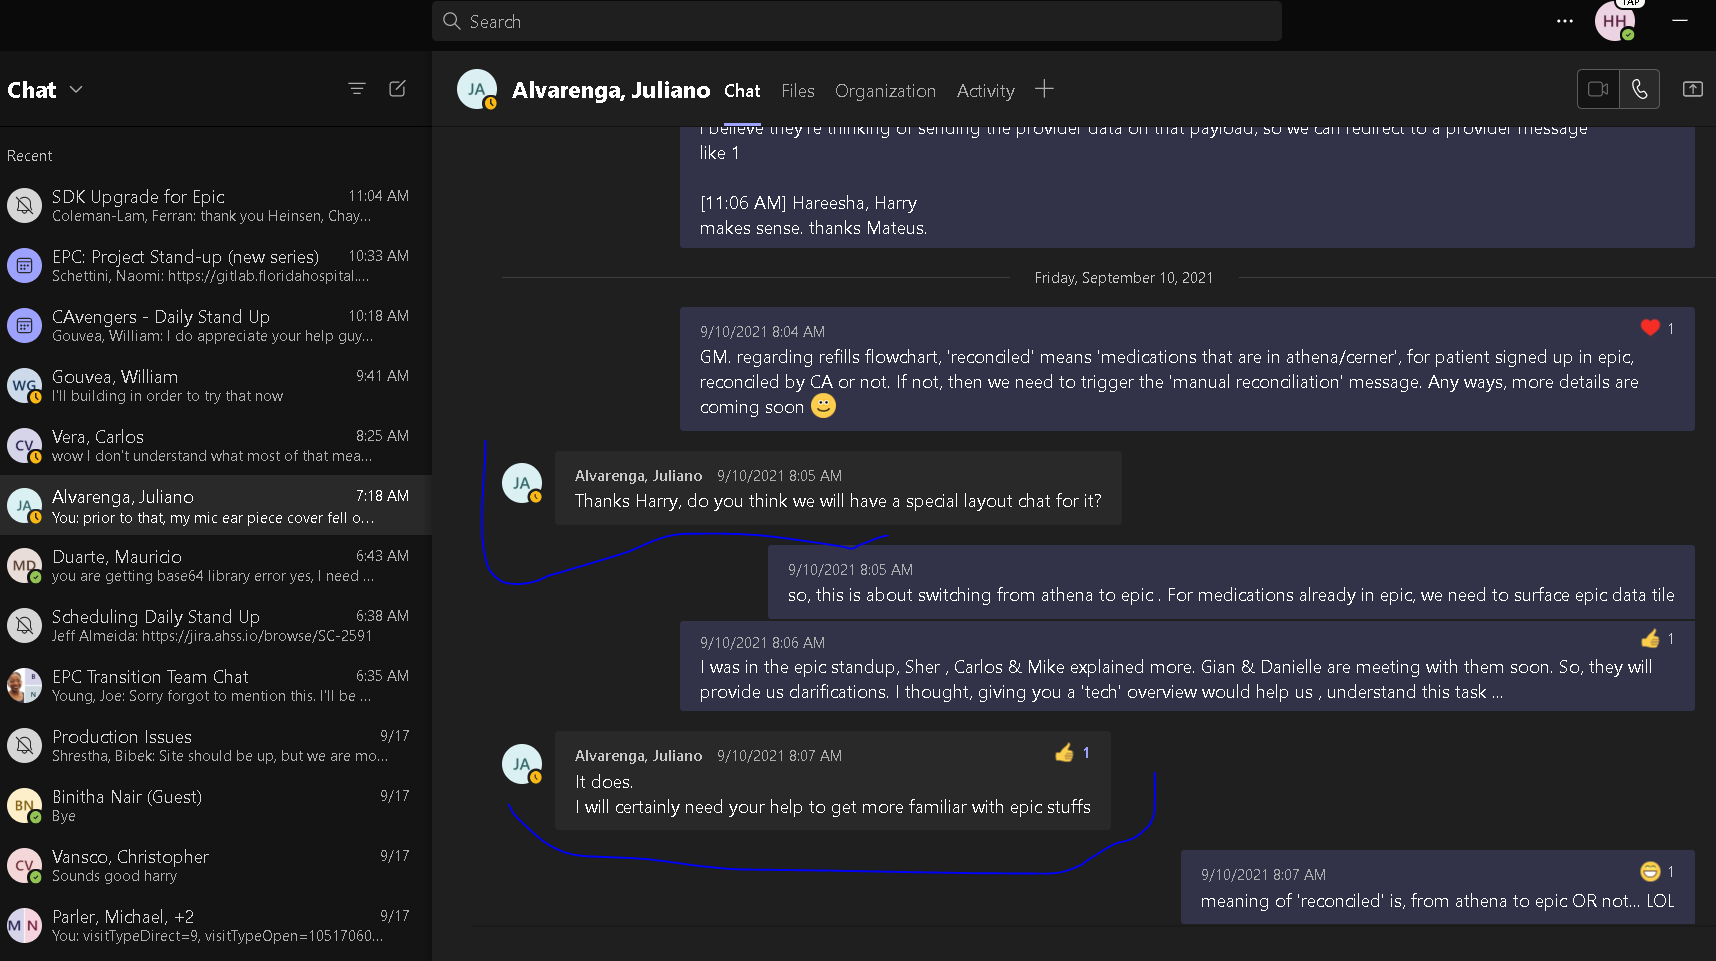 Search
TAP
HH
Chat
JA
Alvarenga, Juliano
Chat
Files
Organization
Activity
Recent
SDK Upgrade for Epic 11:04 AM
Coleman-Lam, Ferran: thank you Heinsen, Chay...
EPC: Project Stand-up (new series) 10:33 AM
Schettini, Naomi: https://gitlab.floridahospital....
CAvengers - Daily Stand Up 10:18 AM
Gouvea, William: I do appreciate your help guy...
WG
Gouvea, William 9:41 AM
I'll building in order to try that now
CV
Vera, Carlos 8:25 AM
wow I don't understand what most of that mea...
JA
Alvarenga, Juliano 7:18 AM
You: prior to that, my mic ear piece cover fell o...
MD
Duarte, Mauricio 6:43 AM
you are getting base64 library error yes, I need ...
Scheduling Daily Stand Up 6:38 AM
Jeff Almeida: https://jira.ahss.io/browse/SC-2591
B
N
EPC Transition Team Chat 6:35 AM
Young, Joe: Sorry forgot to mention this. I'll be ...
Production Issues 9/17
Shrestha, Bibek: Site should be up, but we are mo...
BN
Binitha Nair (Guest) 9/17
Bye
CV
Vansco, Christopher 9/17
Sounds good harry
M N
Parler, Michael, +2 9/17
You: visitTypeDirect=9, visitTypeOpen=10517060...
I believe they're thinking of sending the provider data on that payload, so we can redirect to a provider message
like 1
[11:06 AM] Hareesha, Harry
makes sense. thanks Mateus.
Friday, September 10, 2021
9/10/2021 8:04 AM
1
GM. regarding refills flowchart, 'reconciled' means 'medications that are in athena/cerner', for patient signed up in epic,
reconciled by CA or not. If not, then we need to trigger the 'manual reconciliation' message. Any ways, more details are
coming soon
JA
Alvarenga, Juliano 9/10/2021 8:05 AM
Thanks Harry, do you think we will have a special layout chat for it?
9/10/2021 8:05 AM
so, this is about switching from athena to epic . For medications already in epic, we need to surface epic data tile
9/10/2021 8:06 AM
1
I was in the epic standup, Sher , Carlos & Mike explained more. Gian & Danielle are meeting with them soon. So, they will
provide us clarifications. I thought, giving you a 'tech' overview would help us , understand this task ...
JA
Alvarenga, Juliano 9/10/2021 8:07 AM
1
It does.
I will certainly need your help to get more familiar with epic stuffs
9/10/2021 8:07 AM
1
meaning of 'reconciled' is, from athena to epic OR not... LOL